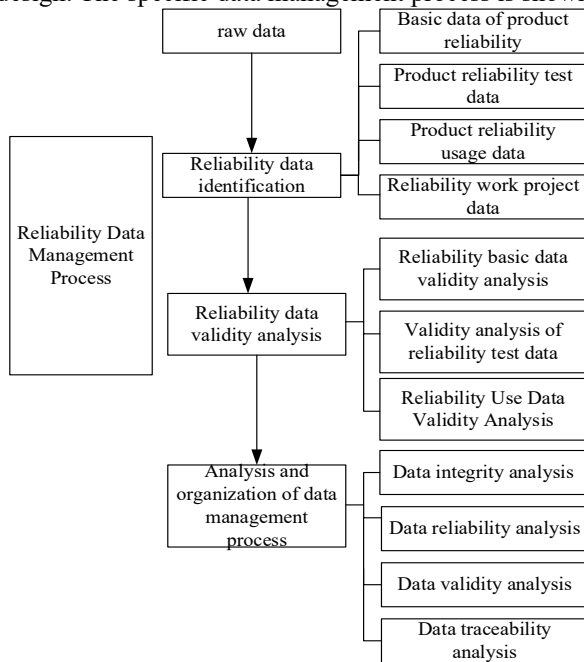 design. The specific data management process is shown
raw data
Basic data of product
reliability
Product reliability test
data
Product reliability
usage data
Reliability work project
data
Reliability data
identification
Reliability Data
Management
Process
Reliability data
validity analysis
Reliability basic data
validity analysis
Validity analysis of
reliability test data
Reliability Use Data
Validity Analysis
Analysis and
organization of data
management
process
Data integrity analysis
Data reliability analysis
Data validity analysis
Data traceability
analysis